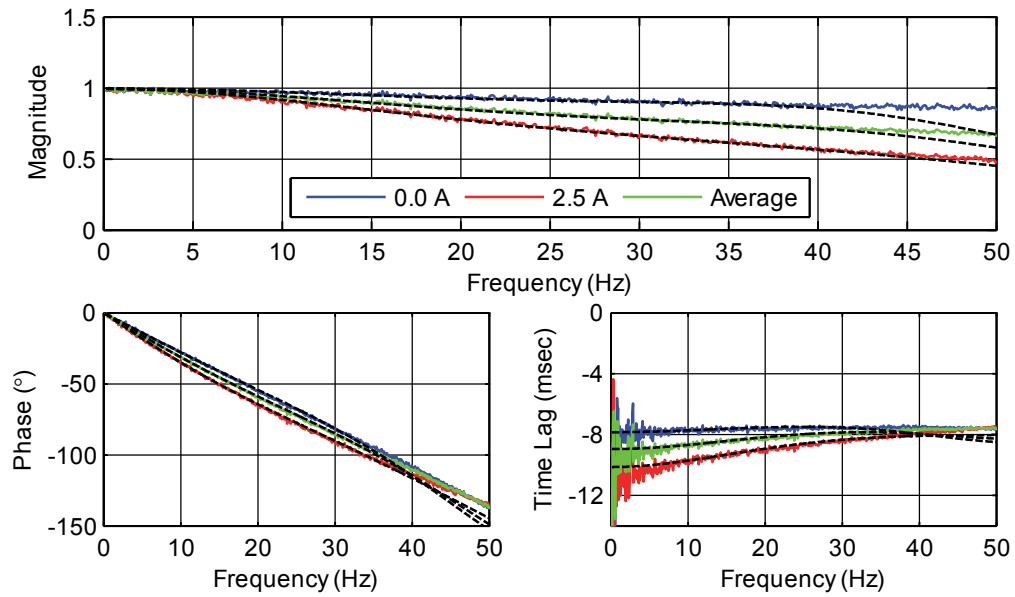 1.5
1
0.5
0
Magnitude
0.0 A 2.5 A Average
0 5 10 15 20 25 30 35 40 45 50
Frequency (Hz)
0
-50
-100
-150
Phase (°)
0 10 20 30 40 50
Frequency (Hz)
0
-4
-8
-12
Time Lag (msec)
0 10 20 30 40 50
Frequency (Hz)